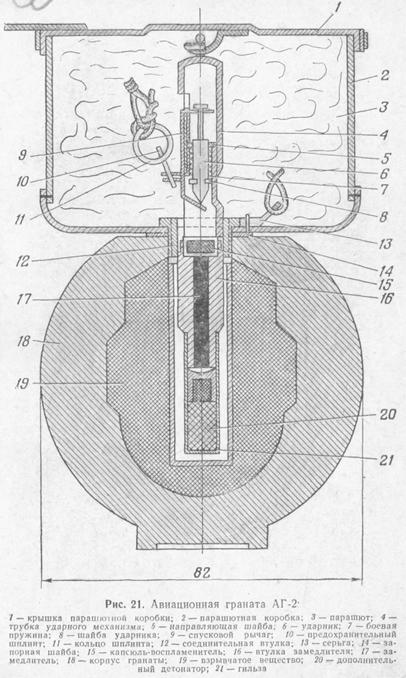 1
2
3
4
5
6
7
8
9
10
11
12
13
14
15
16
17
18
19
20
21
82
Рис. 21. Авиационная граната АГ-2:
1 — крышка парашютной коробки; 2 — парашютная коробка; 3 — парашют; 4 —
трубка ударного механизма; 5 — направляющая шайба; 6 — ударник; 7 — боевая
пружина; 8 — шайба ударника; 9 — спусковой рычаг; 10 — предохранительный
шплинт; 11 — кольцо шплинта; 12 — соединительная втулка; 13 — серьга; 14 — за-
порная шайба; 15 — капсюль-воспламенитель; 16 — втулка замедлителя; 17 — за-
медлитель; 18 — корпус гранаты; 19 — взрывчатое вещество; 20 — дополнитель-
ный детонатор; 21 — гильза